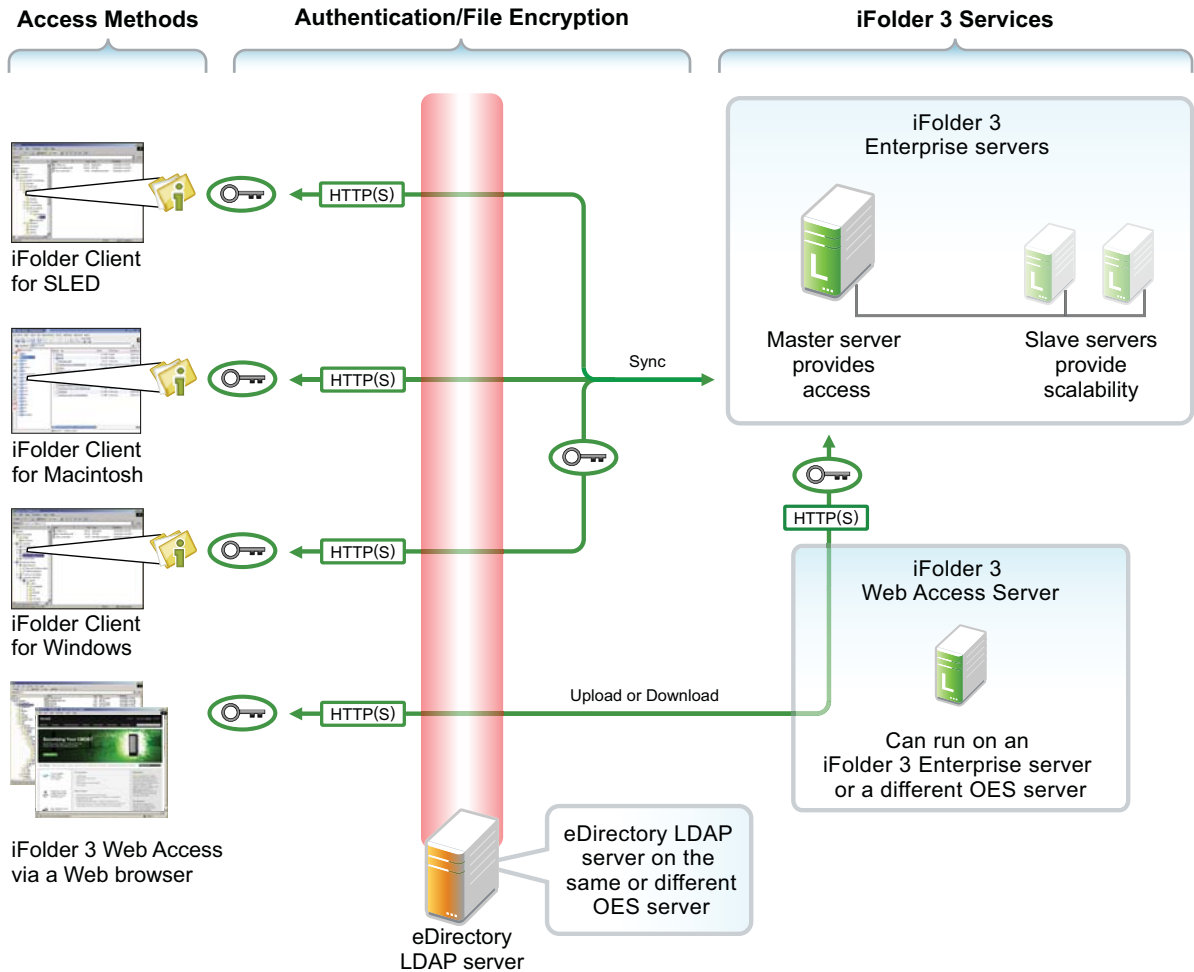 Access Methods
Authentication/File Encryption
iFolder 3 Services
iFolder Client
for SLED
HTTP(S)
iFolder Client
for Macintosh
HTTP(S)
iFolder Client
for Windows
HTTP(S)
iFolder 3 Web Access
via a Web browser
HTTP(S)
Sync
Upload or Download
eDirectory
LDAP server
eDirectory LDAP
server on the
same or different
OES server
iFolder 3
Enterprise servers
L
L
L
Master server
provides
access
Slave servers
provide
scalability
HTTP(S)
iFolder 3
Web Access Server
L
Can run on an
iFolder 3 Enterprise server
or a different OES server